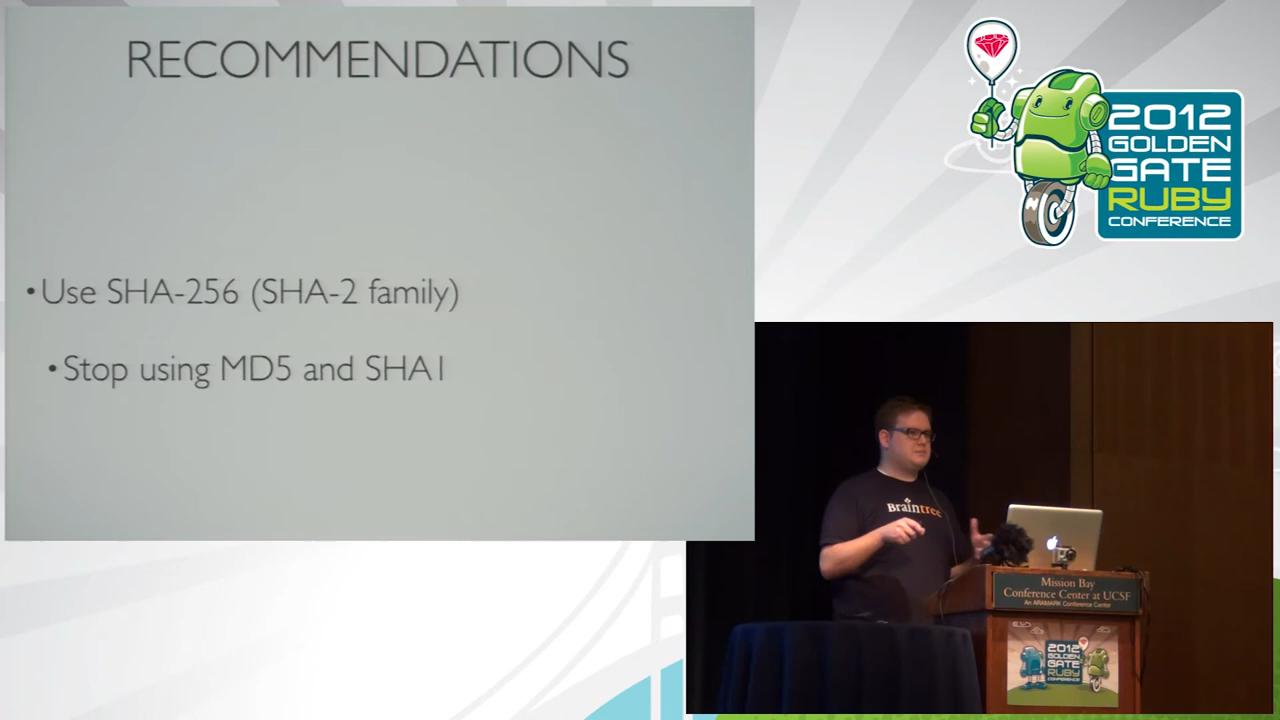 RECOMMENDATIONS
•Use SHA-256 (SHA-2 family)
•Stop using MD5 and SHA1
2012
GOLDEN
GATE
RUBY
CONFERENCE
Braintree
Mission Bay
Conference Center at UCSF
An ARAMARK Conference Center
2012
GOLDEN
GATE
RUBY
CONFERENCE